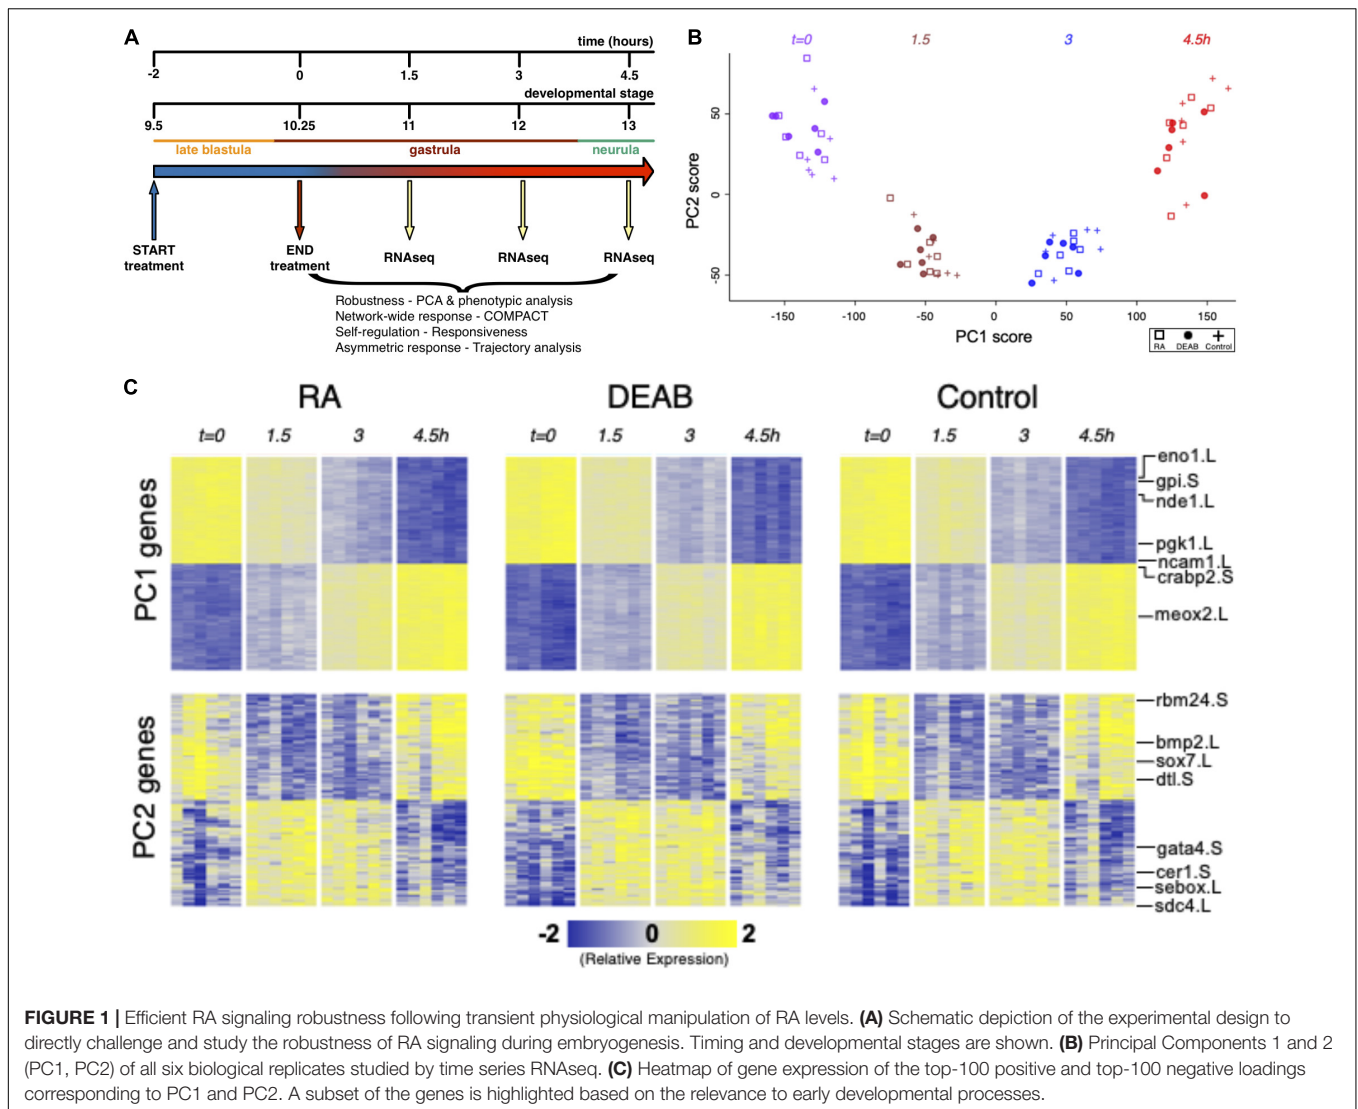 A
time (hours)
-2 0 1.5 3 4.5
developmental stage
9.5 10.25 11 12 13
late blastula gastrula neurula
START treatment
END treatment
RNAseq RNAseq RNAseq
Robustness - PCA & phenotypic analysis
Network-wide response - COMPACT
Self-regulation - Responsiveness
Asymmetric response - Trajectory analysis
B
t=0 1.5 3 4.5h
PC2 score
50
0
-50
-150 -100 -50 0 50 100 150
PC1 score
RA DEAB Control
C
RA DEAB Control
t=0 1.5 3 4.5h t=0 1.5 3 4.5h t=0 1.5 3 4.5h
PC1 genes
eno1.L
gpi.S
nde1.L
pgk1.L
ncam1.L
crabp2.S
meox2.L
PC2 genes
rbm24.S
bmp2.L
sox7.L
dtl.S
gata4.S
cer1.S
sebox.L
sdc4.L
-2 0 2
(Relative Expression)
FIGURE 1 | Efficient RA signaling robustness following transient physiological manipulation of RA levels. (A) Schematic depiction of the experimental design to
directly challenge and study the robustness of RA signaling during embryogenesis. Timing and developmental stages are shown. (B) Principal Components 1 and 2
(PC1, PC2) of all six biological replicates studied by time series RNAseq. (C) Heatmap of gene expression of the top-100 positive and top-100 negative loadings
corresponding to PC1 and PC2. A subset of the genes is highlighted based on the relevance to early developmental processes.